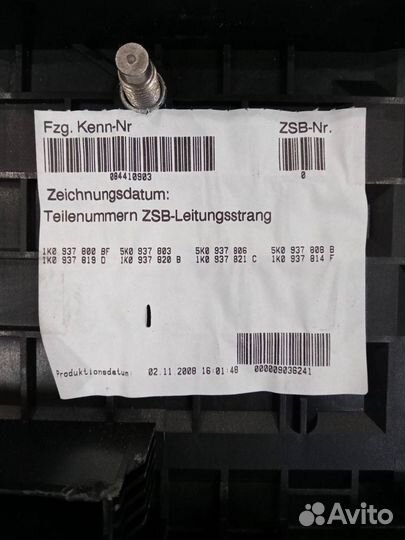 Fzg. Kenn-Nr ZSB-Nr.
084410903 0
Zeichnungsdatum:
Teilenummern ZSB-Leitungsstrang
1K0 937 800 BF 5K0 937 803 5K0 937 806 5K0 937 808 B
1K0 937 819 D 1K0 937 820 B 1K0 937 821 C 1K0 937 814 F
Produktionsdatum: 02.11.2008 16:01:48 000009036241
Avito